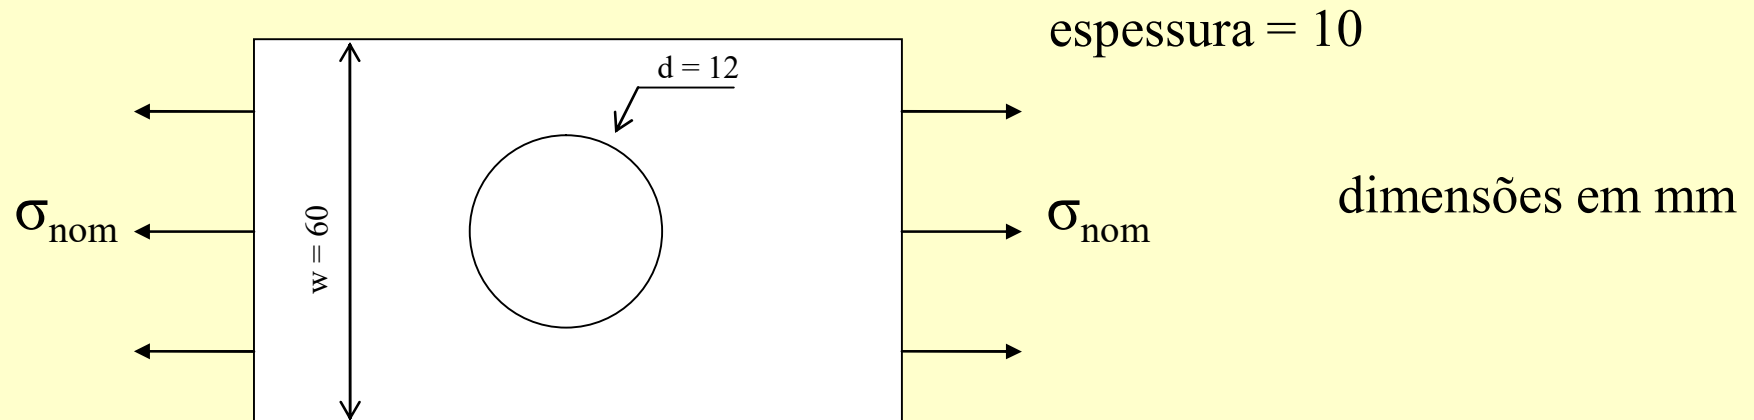 espessura = 10
d = 12
σnom
w = 60
σnom
dimensões em mm